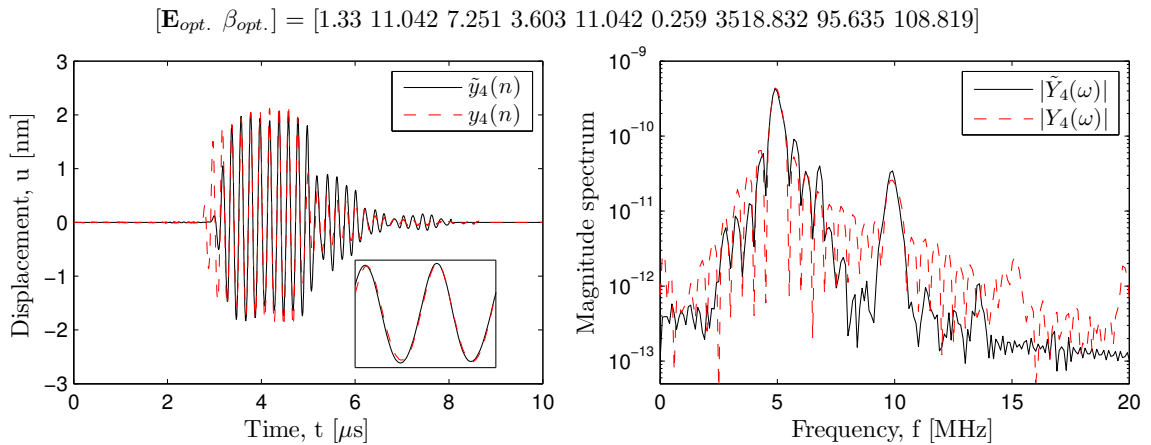 [E_opt. β_opt.] = [1.33 11.042 7.251 3.603 11.042 0.259 3518.832 95.635 108.819]
3
2
1
0
−1
−2
−3
Displacement, u [nm]
0 2 4 6 8 10
Time, t [μs]
ỹ₄(n)
y₄(n)
10⁻⁹
10⁻¹⁰
10⁻¹¹
10⁻¹²
10⁻¹³
Magnitude spectrum
0 5 10 15 20
Frequency, f [MHz]
|Ỹ₄(ω)|
|Y₄(ω)|